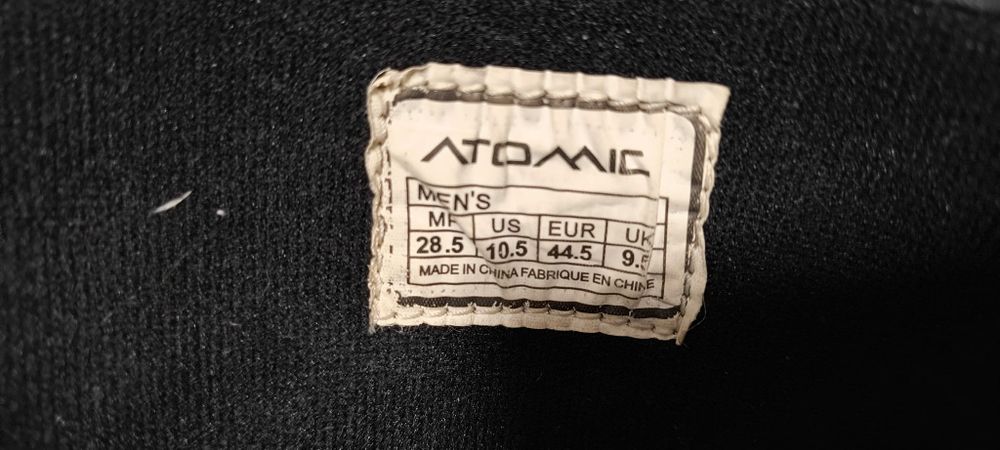 ATOMIC
MEN'S
MP US EUR UK
28.5 10.5 44.5 9.5
MADE IN CHINA FABRIQUE EN CHINE